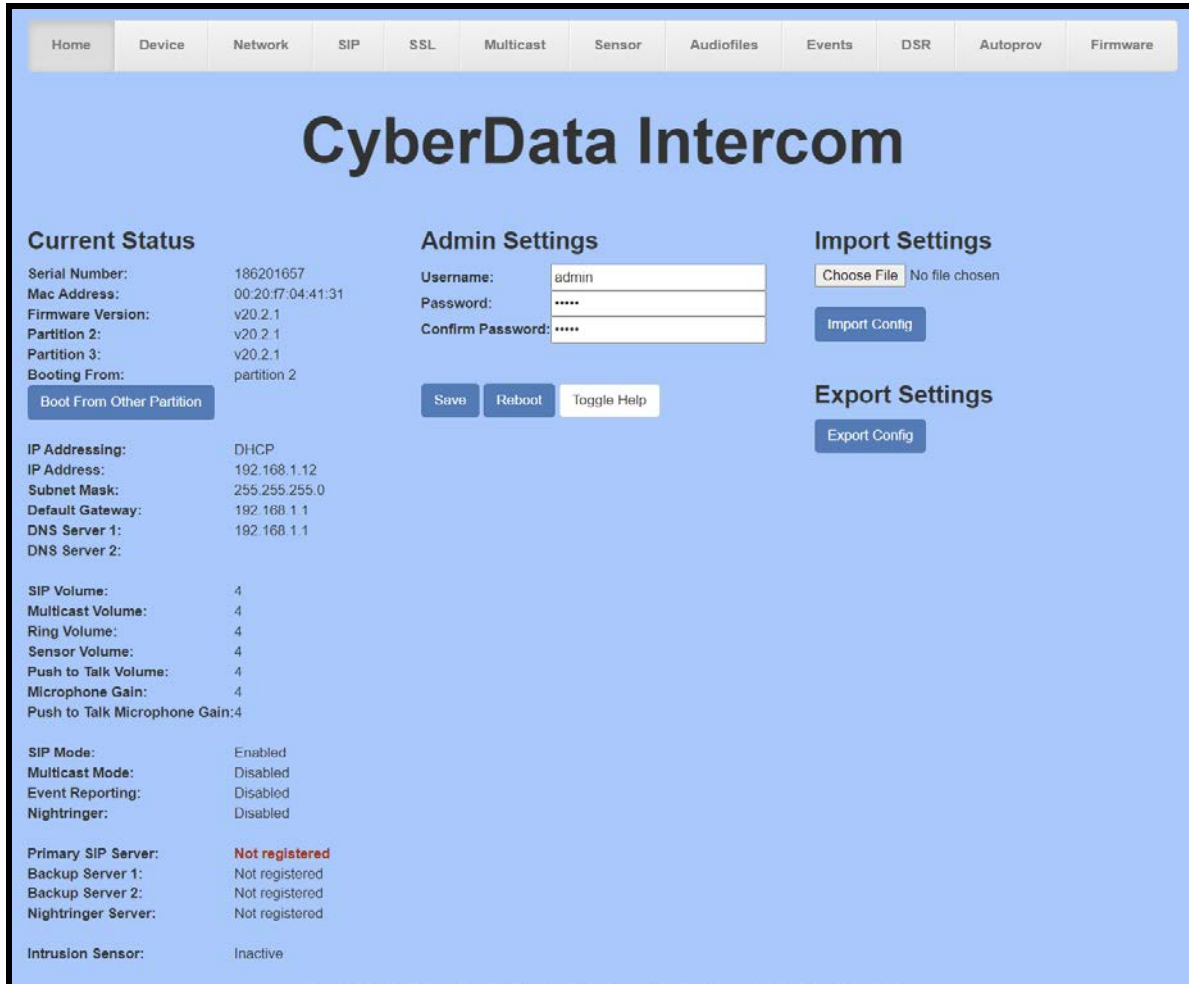 Home Device Network SIP SSL Multicast Sensor Audiofiles Events DSR Autoprov Firmware
CyberData Intercom
Current Status
Serial Number: 186201657
Mac Address: 00:20:f7:04:41:31
Firmware Version: v20.2.1
Partition 2: v20.2.1
Partition 3: v20.2.1
Booting From: partition 2
Boot From Other Partition
IP Addressing: DHCP
IP Address: 192.168.1.12
Subnet Mask: 255.255.255.0
Default Gateway: 192.168.1.1
DNS Server 1: 192.168.1.1
DNS Server 2:
SIP Volume: 4
Multicast Volume: 4
Ring Volume: 4
Sensor Volume: 4
Push to Talk Volume: 4
Microphone Gain: 4
Push to Talk Microphone Gain:4
SIP Mode: Enabled
Multicast Mode: Disabled
Event Reporting: Disabled
Nightringer: Disabled
Primary SIP Server: Not registered
Backup Server 1: Not registered
Backup Server 2: Not registered
Nightringer Server: Not registered
Intrusion Sensor: Inactive
Admin Settings
Username: admin
Password: •••••
Confirm Password: •••••
Save Reboot Toggle Help
Import Settings
Choose File No file chosen
Import Config
Export Settings
Export Config